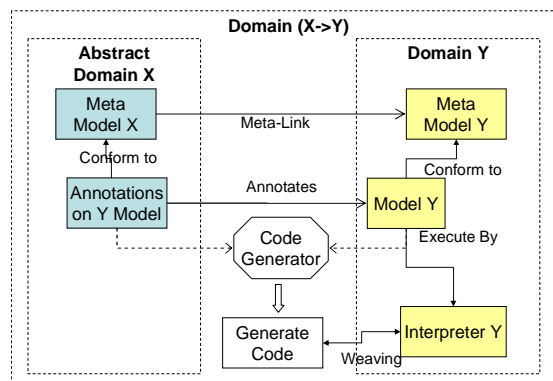 Domain (X->Y)
Abstract
Domain X
Domain Y
Meta
Model X
Meta-Link
Meta
Model Y
Conform to
Conform to
Annotations
on Y Model
Annotates
Model Y
Code
Generator
Execute By
Generate
Code
Weaving
Interpreter Y